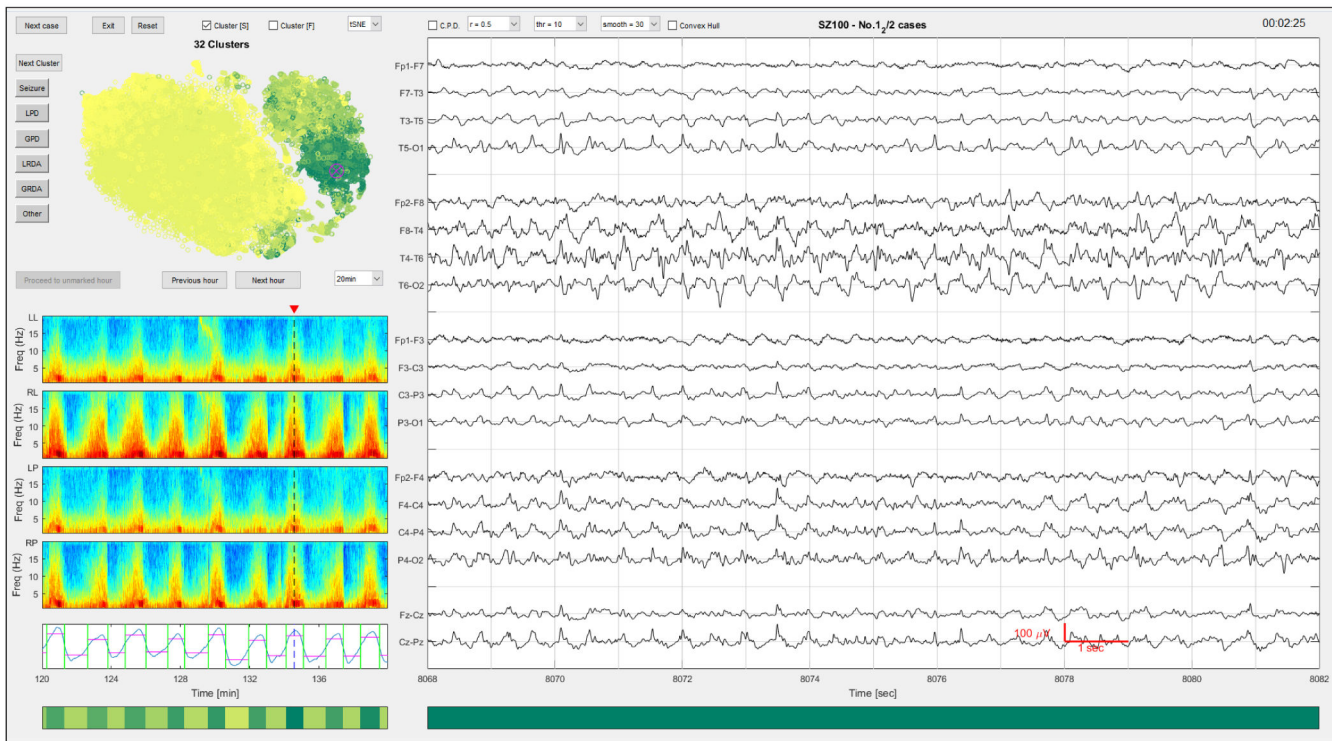 Next case Exit Reset Cluster [S] Cluster [F] tSNE C.P.D. r = 0.5 thr = 10 smooth = 30 Convex Hull SZ100 - No.1₂/2 cases 00:02:25
32 Clusters
Next Cluster
Seizure
LPD
GPD
LRDA
GRDA
Other
Proceed to unmarked hour Previous hour Next hour 20min
LL
Freq (Hz)
15
10
5
RL
Freq (Hz)
15
10
5
LP
Freq (Hz)
15
10
5
RP
Freq (Hz)
15
10
5
120 124 128 132 136
Time [min]
Fp1-F7
F7-T3
T3-T5
T5-O1
Fp2-F8
F8-T4
T4-T6
T6-O2
Fp1-F3
F3-C3
C3-P3
P3-O1
Fp2-F4
F4-C4
C4-P4
P4-O2
Fz-Cz
Cz-Pz
100 μV
1 sec
8068 8070 8072 8074 8076 8078 8080 8082
Time [sec]